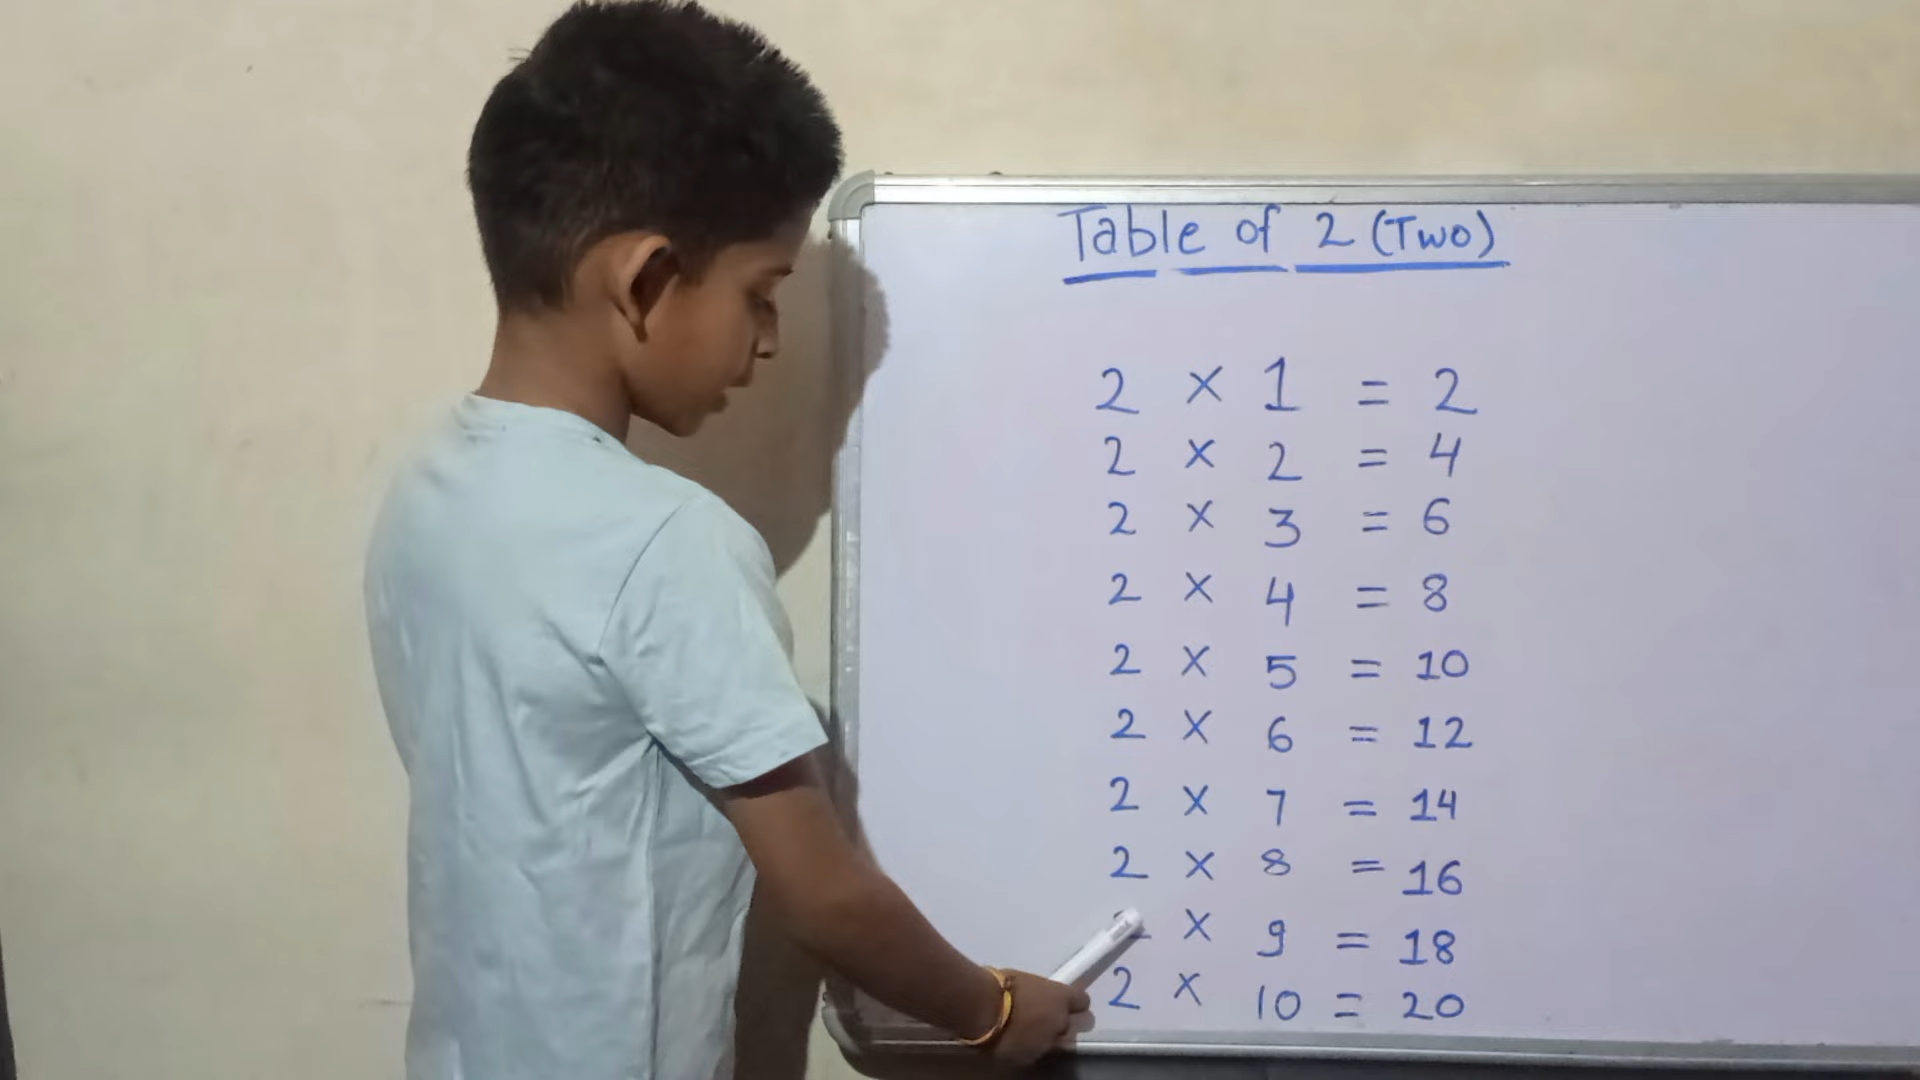 Table of 2 (Two)
2 × 1 = 2
2 × 2 = 4
2 × 3 = 6
2 × 4 = 8
2 × 5 = 10
2 × 6 = 12
2 × 7 = 14
2 × 8 = 16
× 9 = 18
2 × 10 = 20